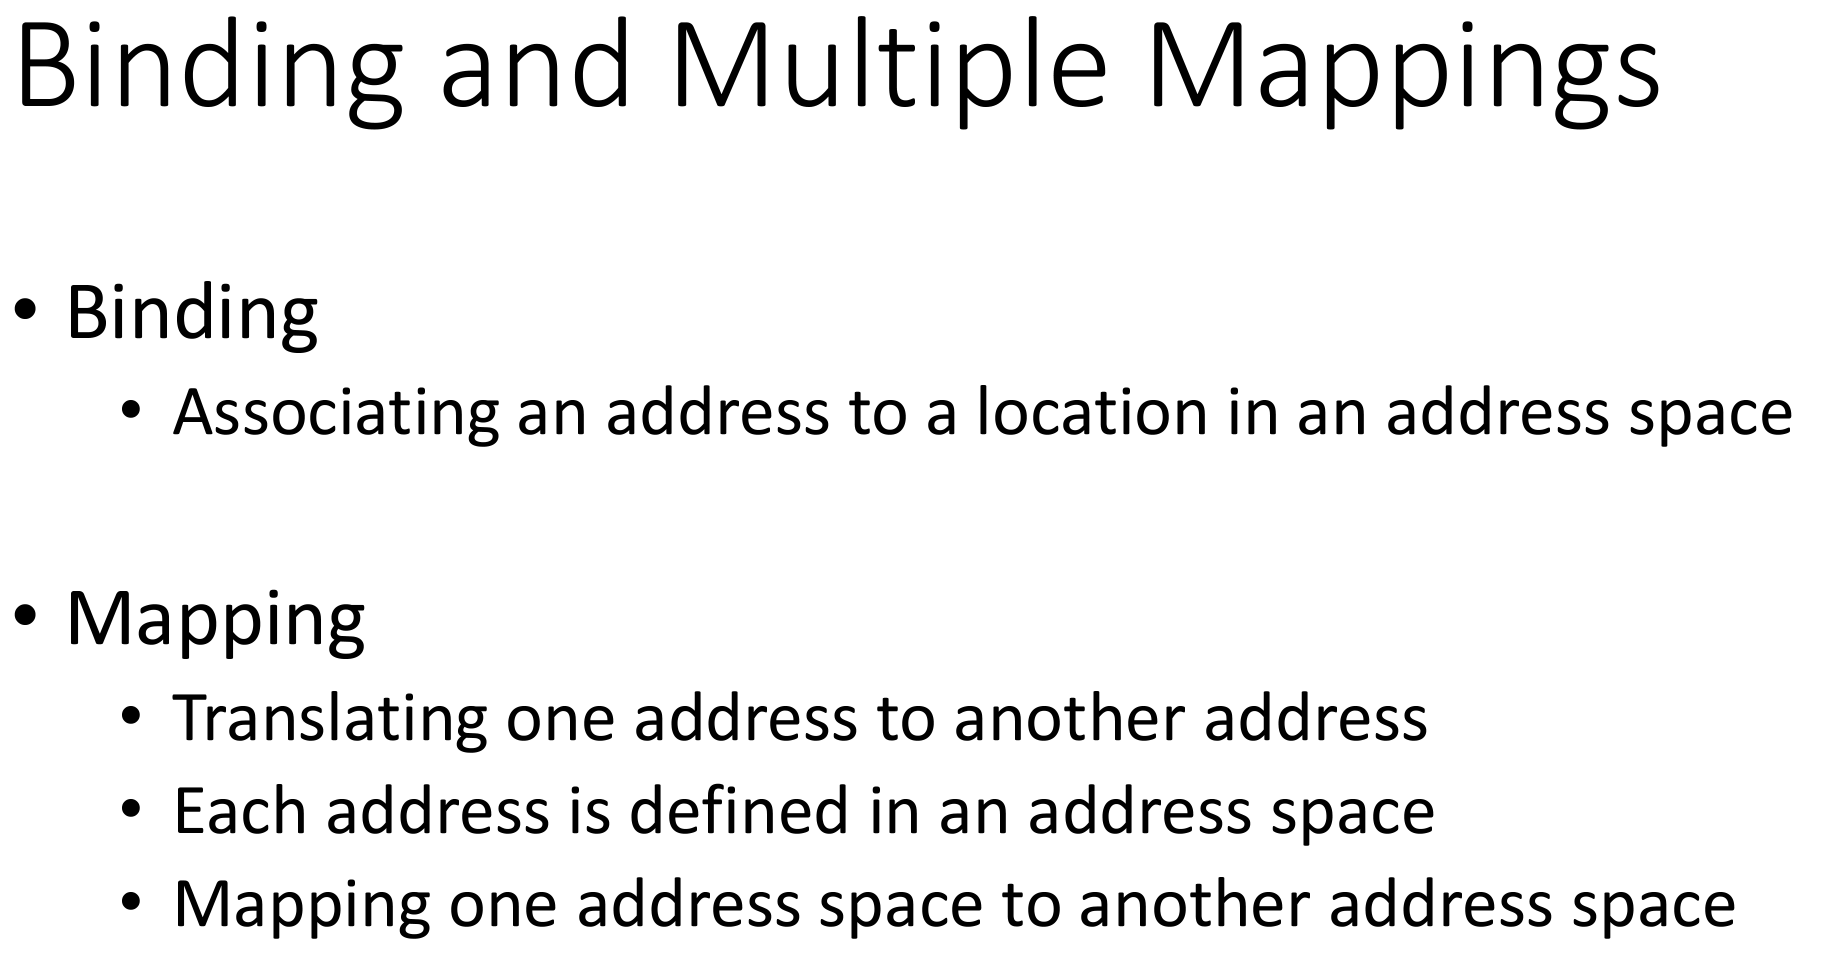 Binding and Multiple Mappings
• Binding
• Associating an address to a location in an address space
• Mapping
• Translating one address to another address
• Each address is defined in an address space
• Mapping one address space to another address space